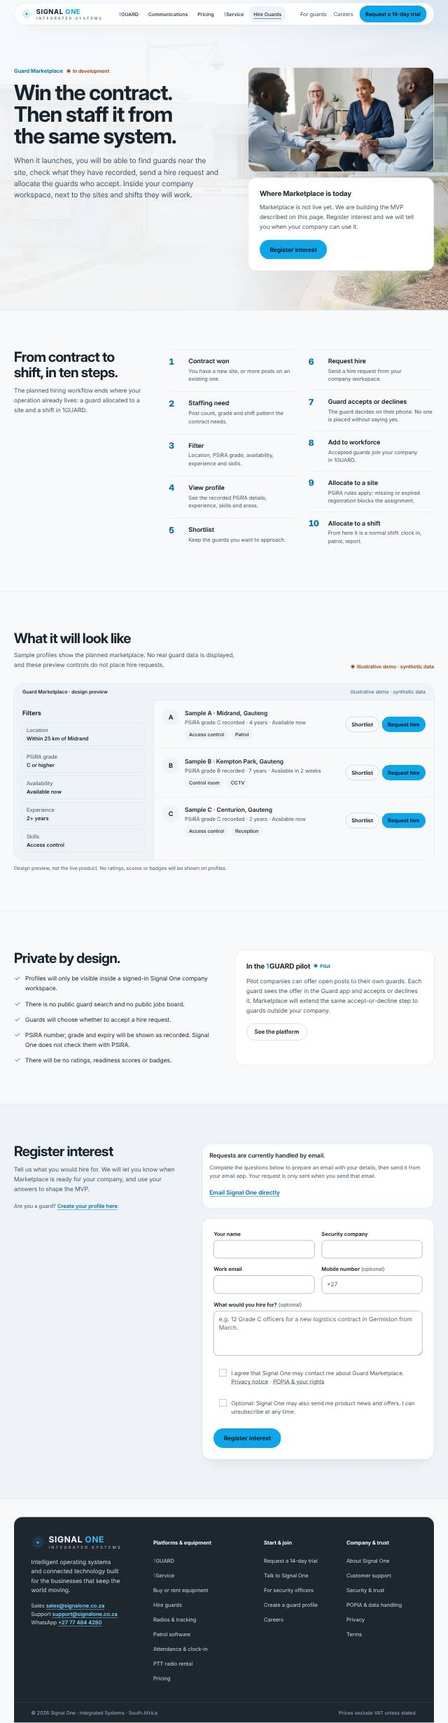 SIGNAL ONE
INTEGRATED SYSTEMS
1GUARD
Communications
Pricing
1Service
Hire Guards
For guards
Careers
Request a 14-day trial
Guard Marketplace
In development
Win the contract.
Then staff it from
the same system.
When it launches, you will be able to find guards near the
site, check what they have recorded, send a hire request and
allocate the guards who accept. Inside your company
workspace, next to the sites and shifts they will work.
Where Marketplace is today
Marketplace is not live yet. We are building the MVP
described on this page. Register interest and we will tell
you when your company can use it.
Register interest
From contract to
shift, in ten steps.
The planned hiring workflow ends where your
operation already lives: a guard allocated to a
site and a shift in 1GUARD.
1
Contract won
You have a new site, or more posts on an
existing one.
2
Staffing need
Post count, grade and shift pattern the
contract needs.
3
Filter
Location, PSiRA grade, availability,
experience and skills.
4
View profile
See the recorded PSiRA details,
experience, skills and areas.
5
Shortlist
Keep the guards you want to approach.
6
Request hire
Send a hire request from your
company workspace.
7
Guard accepts or declines
The guard decides on their phone. No one
is placed without saying yes.
8
Add to workforce
Accepted guards join your company
in 1GUARD.
9
Allocate to a site
PSiRA rules apply: missing or expired
registration blocks the assignment.
10
Allocate to a shift
From here it is a normal shift: clock in,
patrol, report.
What it will look like
Sample profiles show the planned marketplace. No real guard data is displayed,
and these preview controls do not place hire requests.
Illustrative demo · synthetic data
Guard Marketplace · design preview
Illustrative demo · synthetic data
Filters
Location
Within 25 km of Midrand
PSiRA grade
C or higher
Availability
Available now
Experience
2+ years
Skills
Access control
A
Sample A · Midrand, Gauteng
PSiRA grade C recorded · 4 years · Available now
Access control
Patrol
Shortlist
Request hire
B
Sample B · Kempton Park, Gauteng
PSiRA grade B recorded · 7 years · Available in 2 weeks
Control room
CCTV
Shortlist
Request hire
C
Sample C · Centurion, Gauteng
PSiRA grade C recorded · 2 years · Available now
Access control
Reception
Shortlist
Request hire
Design preview, not the live product. No ratings, scores or badges will be shown on profiles.
Private by design.
Profiles will only be visible inside a signed-in Signal One company
workspace.
There is no public guard search and no public jobs board.
Guards will choose whether to accept a hire request.
PSiRA number, grade and expiry will be shown as recorded. Signal
One does not check them with PSiRA.
There will be no ratings, readiness scores or badges.
In the 1GUARD pilot
Pilot
Pilot companies can offer open posts to their own guards. Each
guard sees the offer in the Guard app and accepts or declines
it. Marketplace will extend the same accept-or-decline step to
guards outside your company.
See the platform
Register interest
Tell us what you would hire for. We will let you know when
Marketplace is ready for your company, and use your
answers to shape the MVP.
Are you a guard? Create your profile here
Requests are currently handled by email.
Complete the questions below to prepare an email with your details, then send it from
your email app. Your request is only sent when you send that email.
Email Signal One directly
Your name
Security company
Work email
Mobile number (optional)
+27
What would you hire for? (optional)
e.g. 12 Grade C officers for a new logistics contract in Germiston from
March.
I agree that Signal One may contact me about Guard Marketplace.
Privacy notice · POPIA & your rights
Optional: Signal One may also send me product news and offers. I can
unsubscribe at any time.
Register interest
SIGNAL ONE
INTEGRATED SYSTEMS
Intelligent operating systems
and connected technology built
for the businesses that keep the
world moving.
Sales sales@signalone.co.za
Support support@signalone.co.za
WhatsApp +27 77 484 4280
Platforms & equipment
1GUARD
1Service
Buy or rent equipment
Hire guards
Radios & tracking
Patrol software
Attendance & clock-in
PTT radio rental
Pricing
Start & join
Request a 14-day trial
Talk to Signal One
For security officers
Create a guard profile
Careers
Company & trust
About Signal One
Customer support
Security & trust
POPIA & data handling
Privacy
Terms
© 2026 Signal One · Integrated Systems · South Africa
Prices exclude VAT unless stated